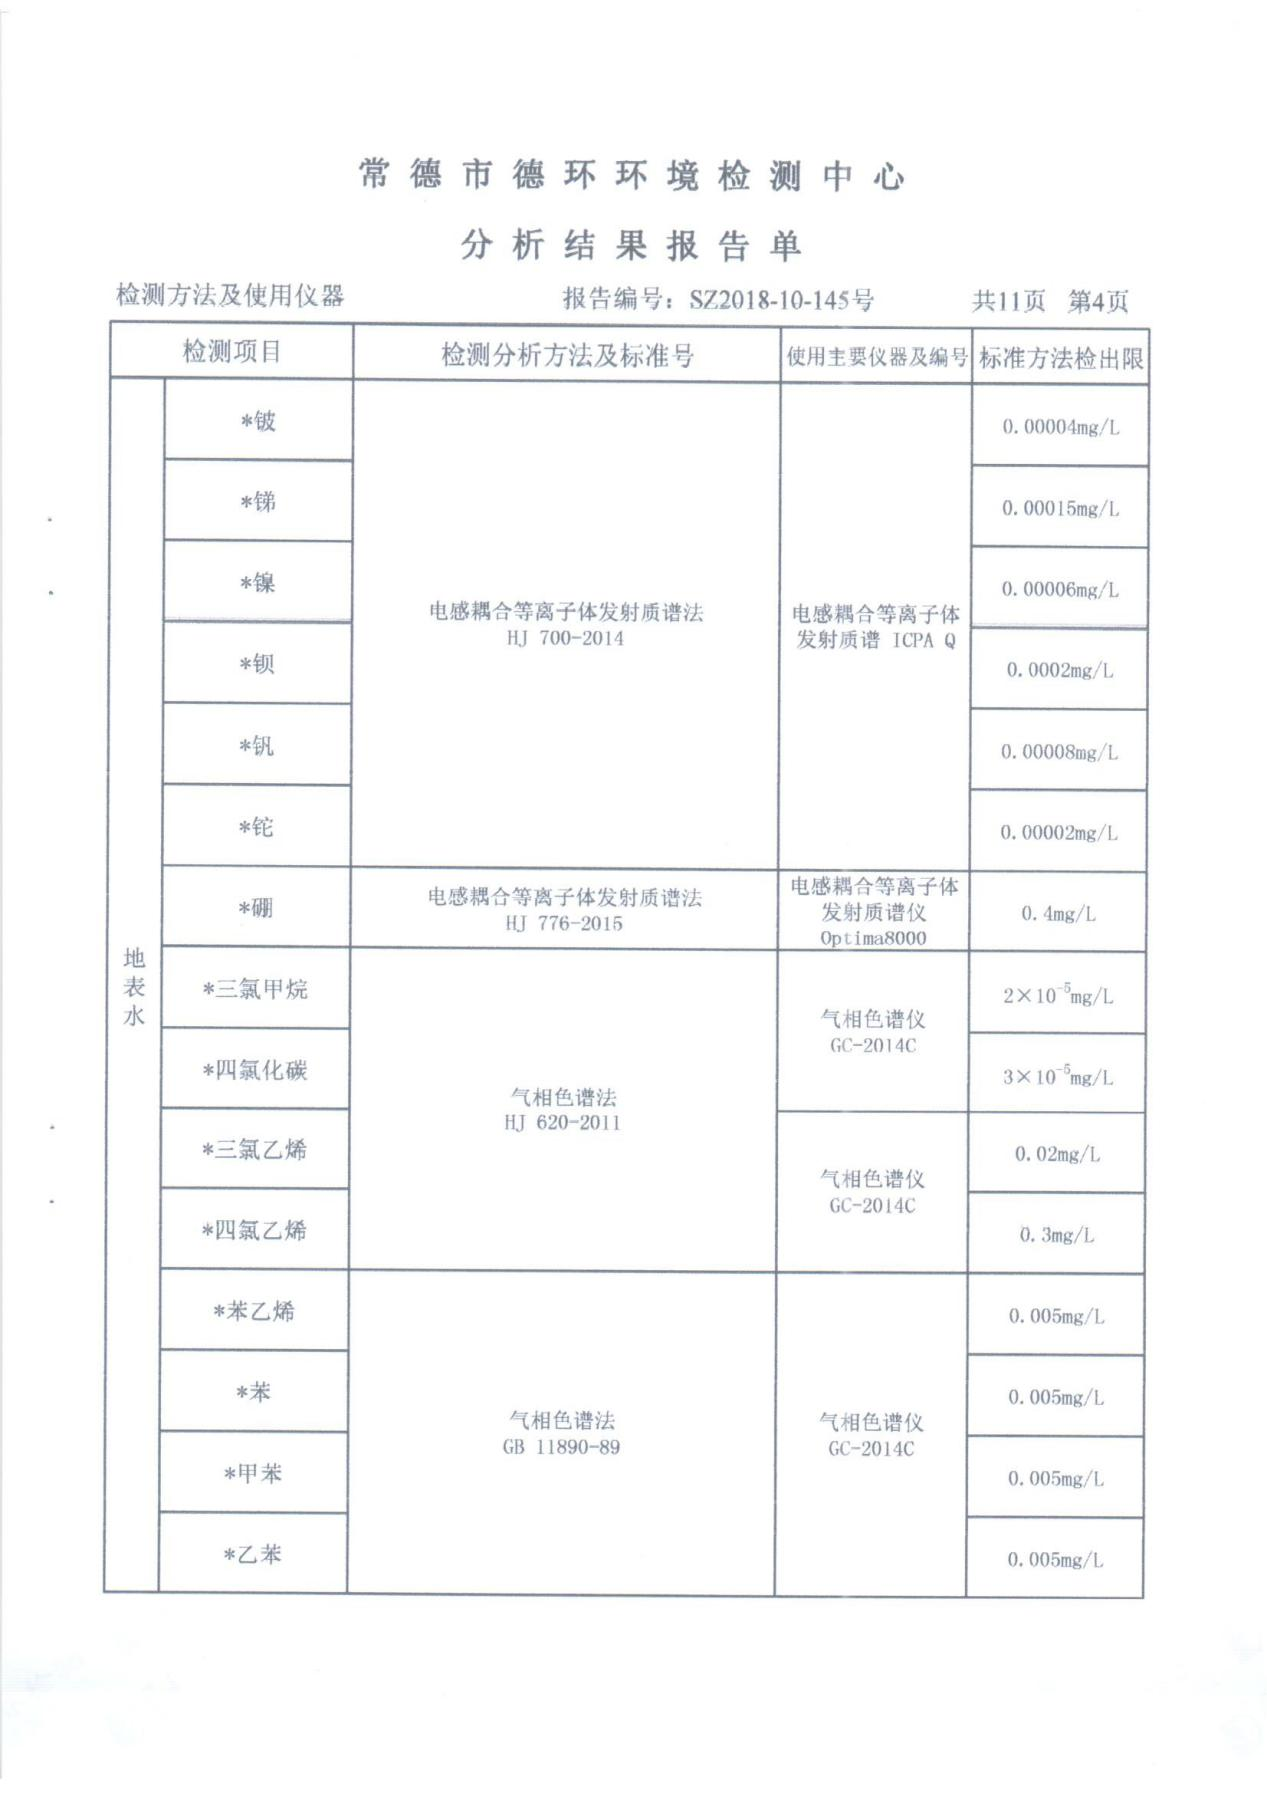 常德市德环环境检测中心
分析结果报告单
检测方法及使用仪器 报告编号：SZ2018-10-145号 共11页 第4页
检测项目 检测分析方法及标准号 使用主要仪器及编号 标准方法检出限
地表水
*铍 0.00004mg/L
*锑 0.00015mg/L
*镍 0.00006mg/L
电感耦合等离子体发射质谱法
HJ 700-2014
电感耦合等离子体
发射质谱 ICPA Q
*钡 0.0002mg/L
*钒 0.00008mg/L
*铊 0.00002mg/L
*硼
电感耦合等离子体发射质谱法
HJ 776-2015
电感耦合等离子体
发射质谱仪
Optima8000
0.4mg/L
*三氯甲烷 2×10⁻⁵mg/L
气相色谱仪
GC-2014C
*四氯化碳 3×10⁻⁵mg/L
气相色谱法
HJ 620-2011
*三氯乙烯 0.02mg/L
气相色谱仪
GC-2014C
*四氯乙烯 0.3mg/L
*苯乙烯 0.005mg/L
*苯 0.005mg/L
气相色谱法
GB 11890-89
气相色谱仪
GC-2014C
*甲苯 0.005mg/L
*乙苯 0.005mg/L